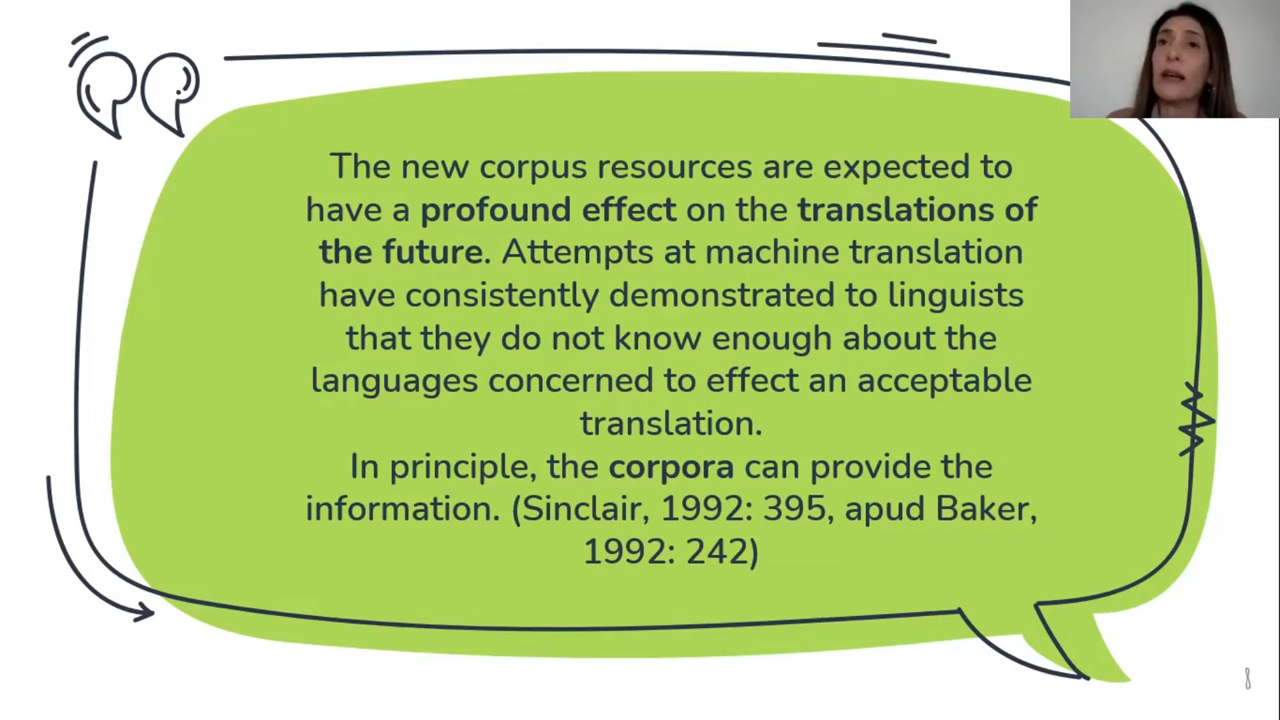 The new corpus resources are expected to
have a profound effect on the translations of
the future. Attempts at machine translation
have consistently demonstrated to linguists
that they do not know enough about the
languages concerned to effect an acceptable
translation.
In principle, the corpora can provide the
information. (Sinclair, 1992: 395, apud Baker,
1992: 242)
8